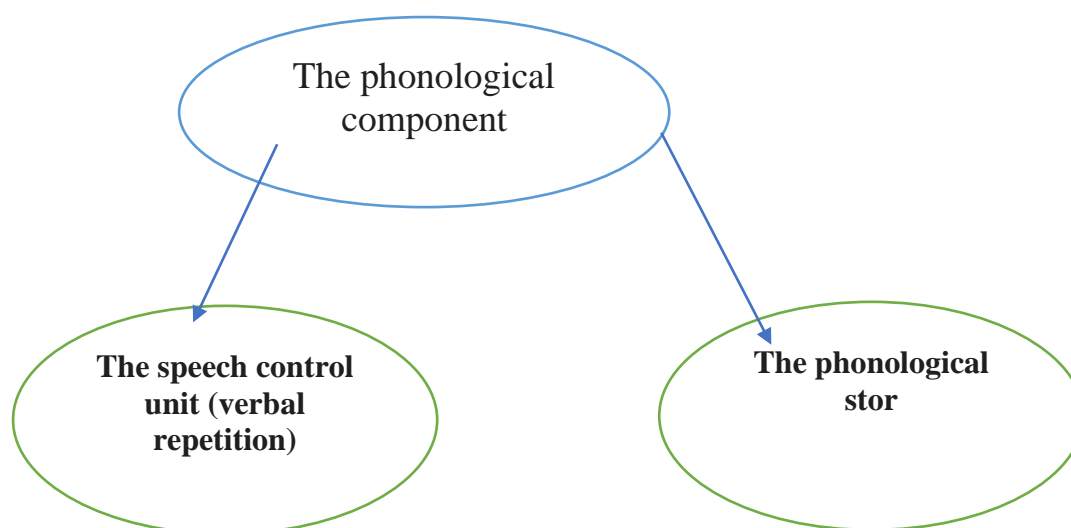 The phonological
component
The speech control
unit (verbal
repetition)
The phonological
stor